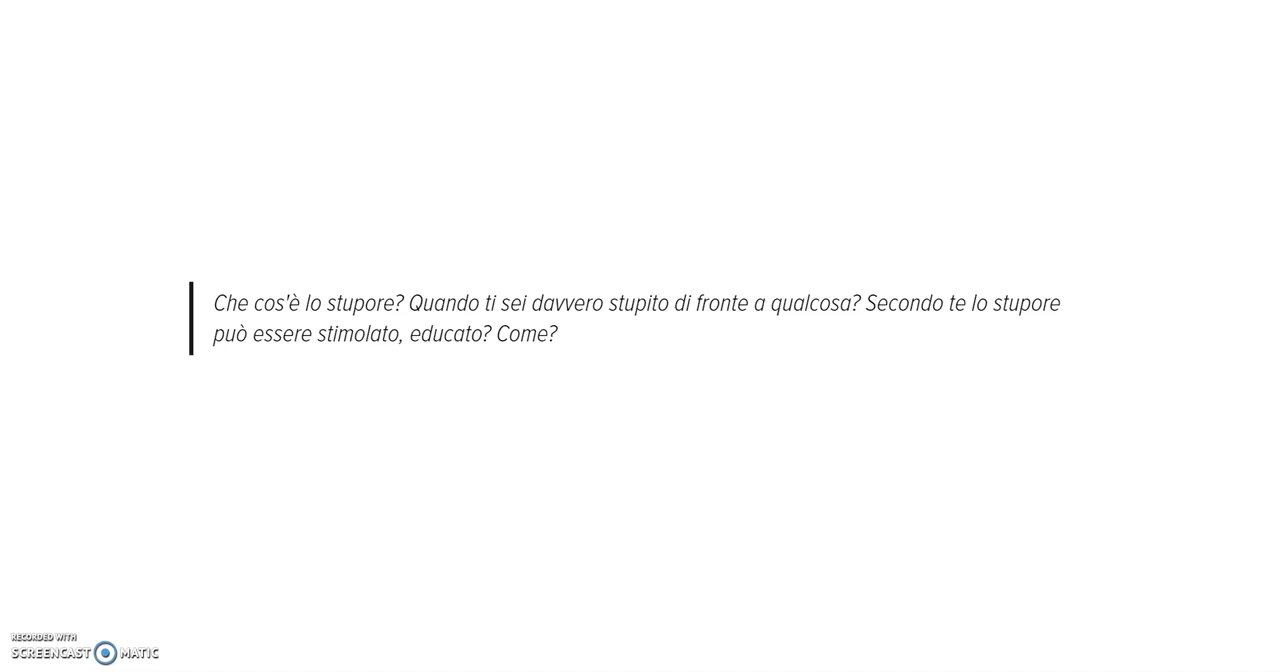 Che cos'è lo stupore? Quando ti sei davvero stupito di fronte a qualcosa? Secondo te lo stupore
può essere stimolato, educato? Come?
RECORDED WITH
SCREENCAST MATIC